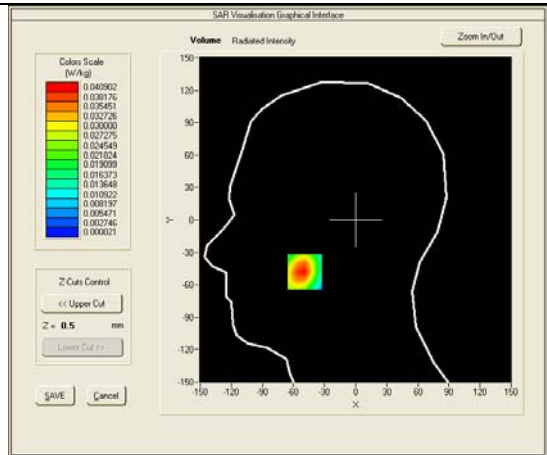 SAR Visualisation Graphical Interface
Volume Radiated Intensity
Zoom In/Out
Colors Scale
(W/kg)
0.040902
0.038176
0.035451
0.032726
0.030000
0.027275
0.024549
0.021824
0.019099
0.016373
0.013648
0.010922
0.008197
0.005471
0.002746
0.000021
Z Cuts Control
<< Upper Cut
Z = 0.5 mm
Lower Cut >>
SAVE Cancel
150-
120-
90-
60-
30-
0-
-30-
-60-
-90-
-120-
-150-
Y
-150 -120 -90 -60 -30 0 30 60 90 120 150
X